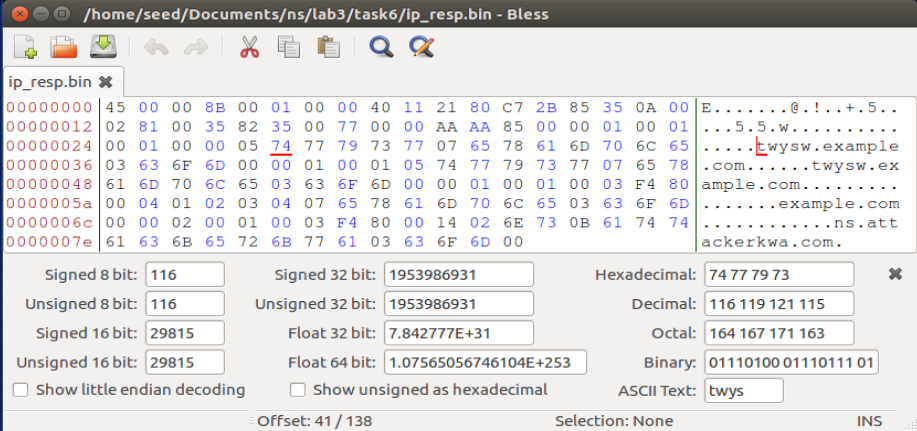 /home/seed/Documents/ns/lab3/task6/ip_resp.bin - Bless
ip_resp.bin
00000000 45 00 00 8B 00 01 00 00 40 11 21 80 C7 2B 85 35 0A 00 E.......@.!..+.5..
00000012 02 81 00 35 82 35 00 77 00 00 AA AA 85 00 00 01 00 01 ...5.5.w..........
00000024 00 01 00 00 05 74 77 79 73 77 07 65 78 61 6D 70 6C 65 .....twysw.example
00000036 03 63 6F 6D 00 00 01 00 01 05 74 77 79 73 77 07 65 78 .com......twysw.ex
00000048 61 6D 70 6C 65 03 63 6F 6D 00 00 01 00 01 00 03 F4 80 ample.com.........
0000005a 00 04 01 02 03 04 07 65 78 61 6D 70 6C 65 03 63 6F 6D .......example.com
0000006c 00 00 02 00 01 00 03 F4 80 00 14 02 6E 73 0B 61 74 74 ............ns.att
0000007e 61 63 6B 65 72 6B 77 61 03 63 6F 6D 00 ackerkwa.com.
Signed 8 bit: 116 Signed 32 bit: 1953986931 Hexadecimal: 74 77 79 73
Unsigned 8 bit: 116 Unsigned 32 bit: 1953986931 Decimal: 116 119 121 115
Signed 16 bit: 29815 Float 32 bit: 7.842777E+31 Octal: 164 167 171 163
Unsigned 16 bit: 29815 Float 64 bit: 1.07565056746104E+253 Binary: 01110100 01110111 01
Show little endian decoding Show unsigned as hexadecimal ASCII Text: twys
Offset: 41 / 138 Selection: None INS